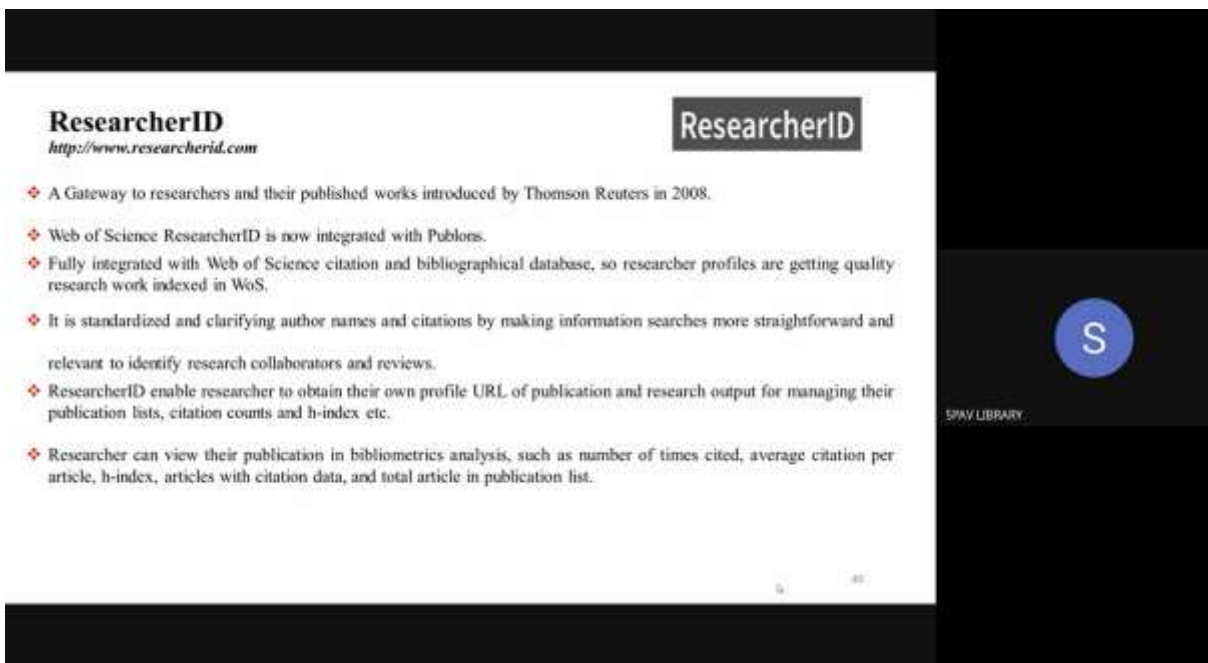 ResearcherID
http://www.researcherid.com
ResearcherID
❖ A Gateway to researchers and their published works introduced by Thomson Reuters in 2008.
❖ Web of Science ResearcherID is now integrated with Publons.
❖ Fully integrated with Web of Science citation and bibliographical database, so researcher profiles are getting quality
research work indexed in WoS.
❖ It is standardized and clarifying author names and citations by making information searches more straightforward and
relevant to identify research collaborators and reviews.
❖ ResearcherID enable researcher to obtain their own profile URL of publication and research output for managing their
publication lists, citation counts and h-index etc.
❖ Researcher can view their publication in bibliometrics analysis, such as number of times cited, average citation per
article, h-index, articles with citation data, and total article in publication list.
S
SPAV LIBRARY